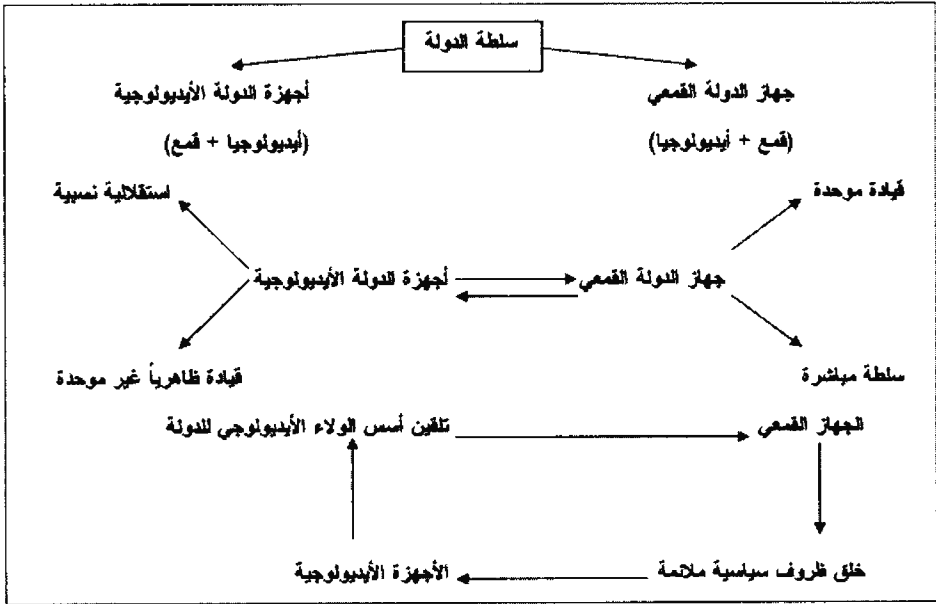 سلطة الدولة
جهاز الدولة القمعي
أجهزة الدولة الأيديولوجية
(قمع + أيديولوجيا)
(أيديولوجيا + قمع)
قيادة موحدة
استقلالية نسبية
جهاز الدولة القمعي
أجهزة الدولة الأيديولوجية
سلطة مباشرة
قيادة ظاهرياً غير موحدة
الجهاز القمعي
تلقين أسس الولاء الأيديولوجي للدولة
خلق ظروف سياسية ملائمة
الأجهزة الأيديولوجية